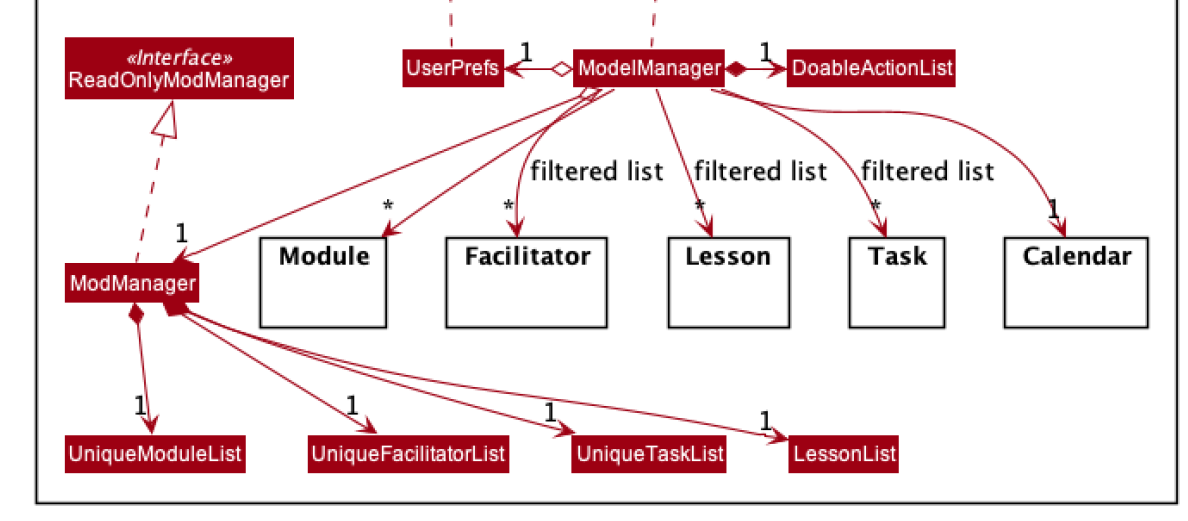 «Interface»
ReadOnlyModManager
UserPrefs
1
ModelManager
1
DoableActionList
filtered list
filtered list
filtered list
*
*
*
*
1
1
Module
Facilitator
Lesson
Task
Calendar
ModManager
1
1
1
1
UniqueModuleList
UniqueFacilitatorList
UniqueTaskList
LessonList